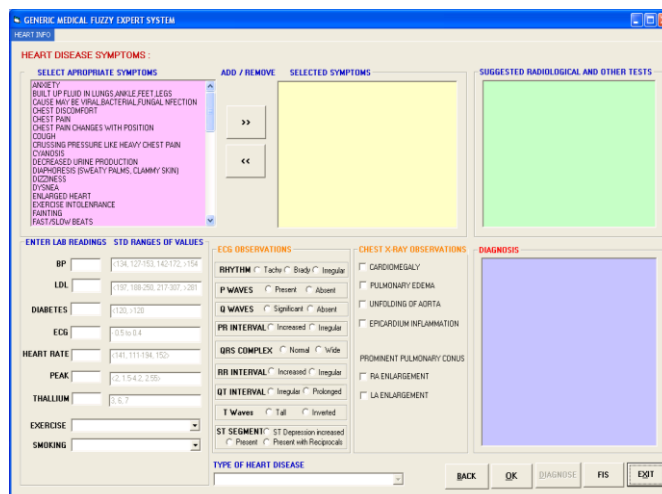 GENERIC MEDICAL FUZZY EXPERT SYSTEM
HEART INFO
HEART DISEASE SYMPTOMS :
SELECT APROPRIATE SYMPTOMS
ADD / REMOVE
SELECTED SYMPTOMS
SUGGESTED RADIOLOGICAL AND OTHER TESTS
ANXIETY
BUILT UP FLUID IN LUNGS,ANKLE,FEET,LEGS
CAUSE MAY BE VIRAL,BACTERIAL,FUNGAL NFECTION
CHEST DISCOMFORT
CHEST PAIN
CHEST PAIN CHANGES WITH POSITION
COUGH
CRUSSING PRESSURE LIKE HEAVY CHEST PAIN
CYANOSIS
DECREASED URINE PRODUCTION
DIAPHORESIS (SWEATY PALMS, CLAMMY SKIN)
DIZZINESS
DYSNEA
ENLARGED HEART
EXERCISE INTOLENRANCE
FAINTING
FAST/SLOW BEATS
>>
<<
ENTER LAB READINGS STD RANGES OF VALUES
BP <134, 127-153, 142-172, >154
LDL <197, 188-250, 217-307, >281
DIABETES <120, >120
ECG -0.5 to 0.4
HEART RATE <141, 111-194, 152>
PEAK <2, 1.5-4.2, 2.55>
THALLIUM 3, 6, 7
EXERCISE
SMOKING
ECG OBSERVATIONS
RHYTHM Tachy Brady Irregular
P WAVES Present Absent
Q WAVES Significant Absent
PR INTERVAL Increased Irregular
QRS COMPLEX Normal Wide
RR INTERVAL Increased Irregular
QT INTERVAL Irregular Prolonged
T Waves Tall Inverted
ST SEGMENT ST Depression increased
Present Present with Reciprocals
CHEST X-RAY OBSERVATIONS
CARDIOMEGALY
PULMONARY EDEMA
UNFOLDING OF AORTA
EPICARDIUM INFLAMMATION
PROMINENT PULMONARY CONUS
RA ENLARGEMENT
LA ENLARGEMENT
DIAGNOSIS
TYPE OF HEART DISEASE
BACK
OK
DIAGNOSE
FIS
EXIT